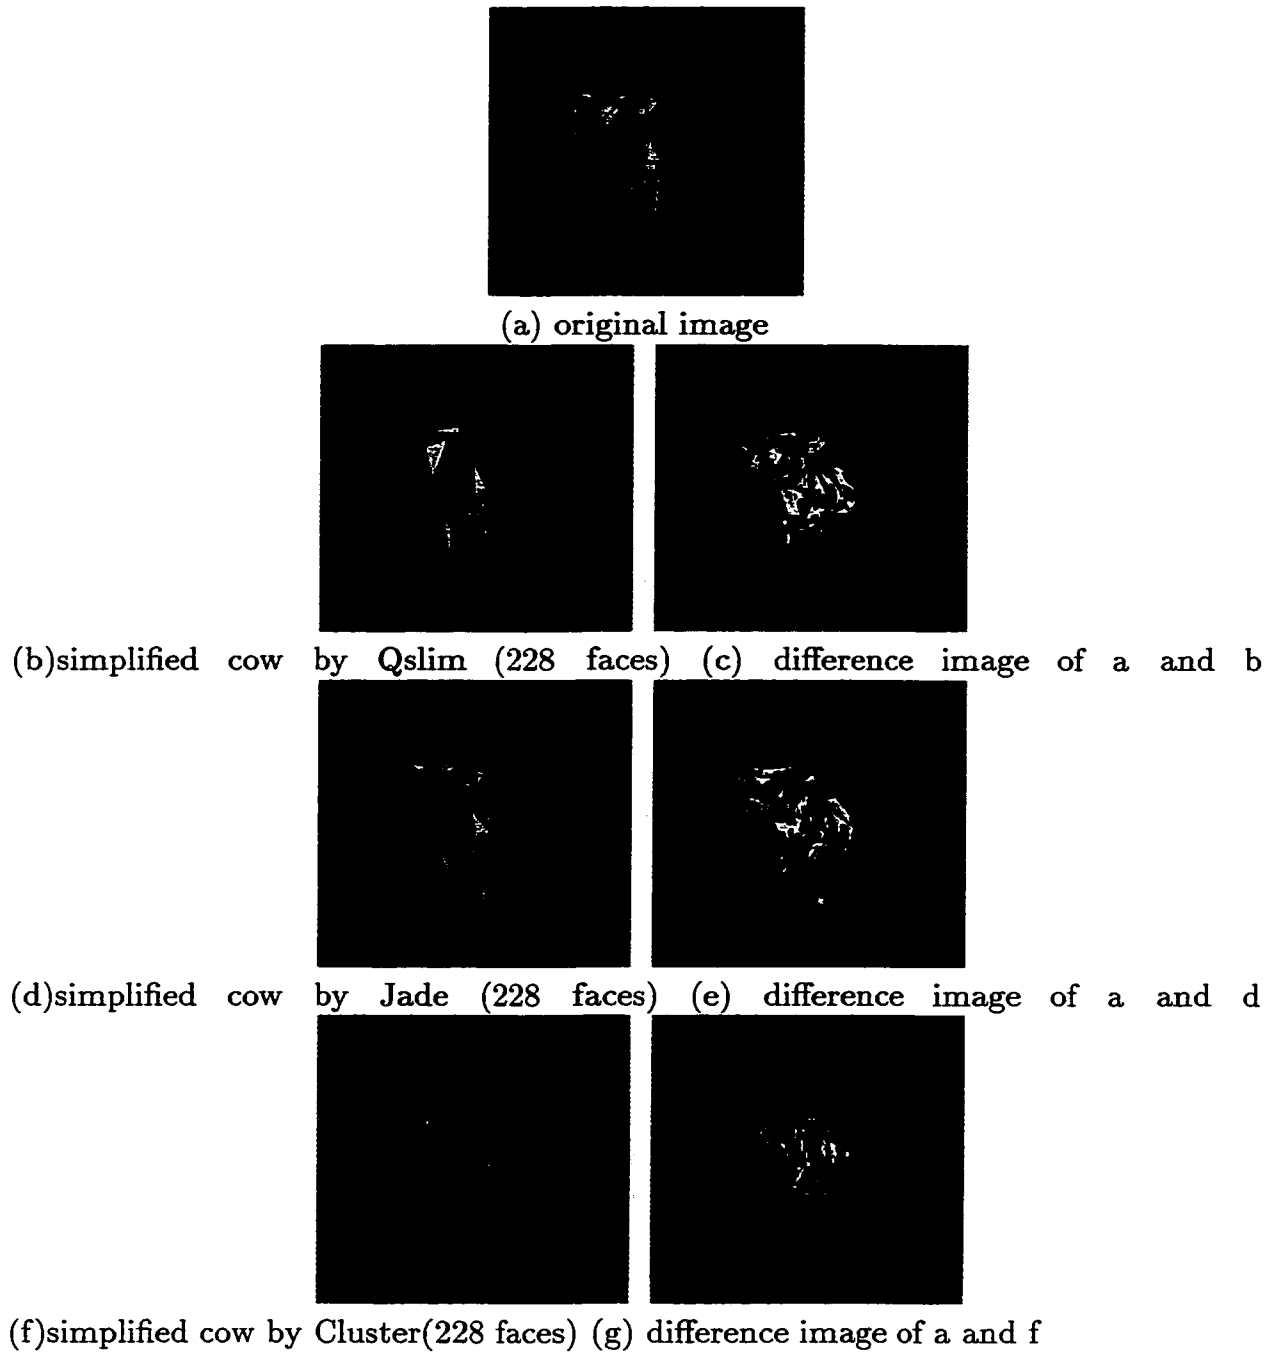 (a) original image
(b)simplified cow by Qslim (228 faces) (c) difference image of a and b
(d)simplified cow by Jade (228 faces) (e) difference image of a and d
(f)simplified cow by Cluster(228 faces) (g) difference image of a and f